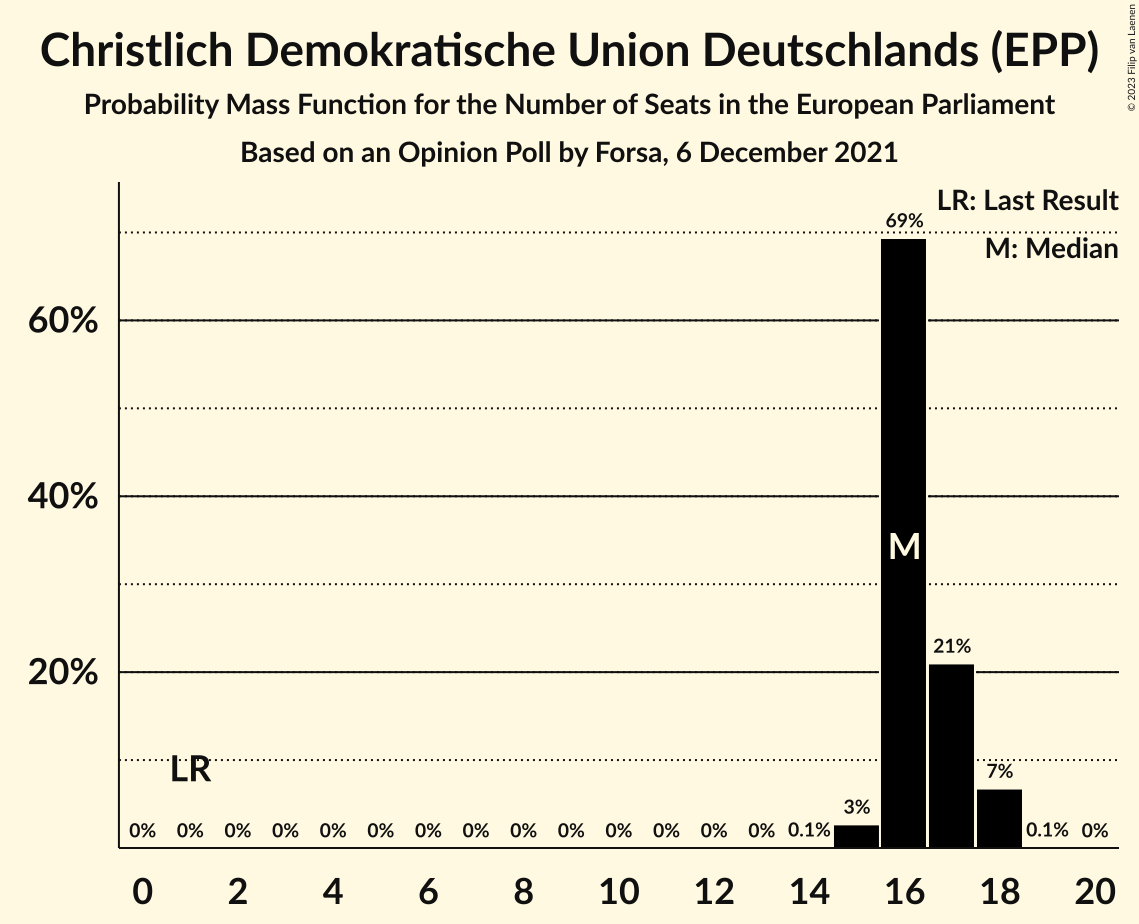 Christlich Demokratische Union Deutschlands (EPP)
Probability Mass Function for the Number of Seats in the European Parliament
Based on an Opinion Poll by Forsa, 6 December 2021
© 2023 Filip van Laenen
LR: Last Result
M: Median
69%
60%
40%
M
21%
20%
LR
7%
3%
0% 0% 0% 0% 0% 0% 0% 0% 0% 0% 0% 0% 0% 0% 0.1% 0.1% 0%
0 2 4 6 8 10 12 14 16 18 20